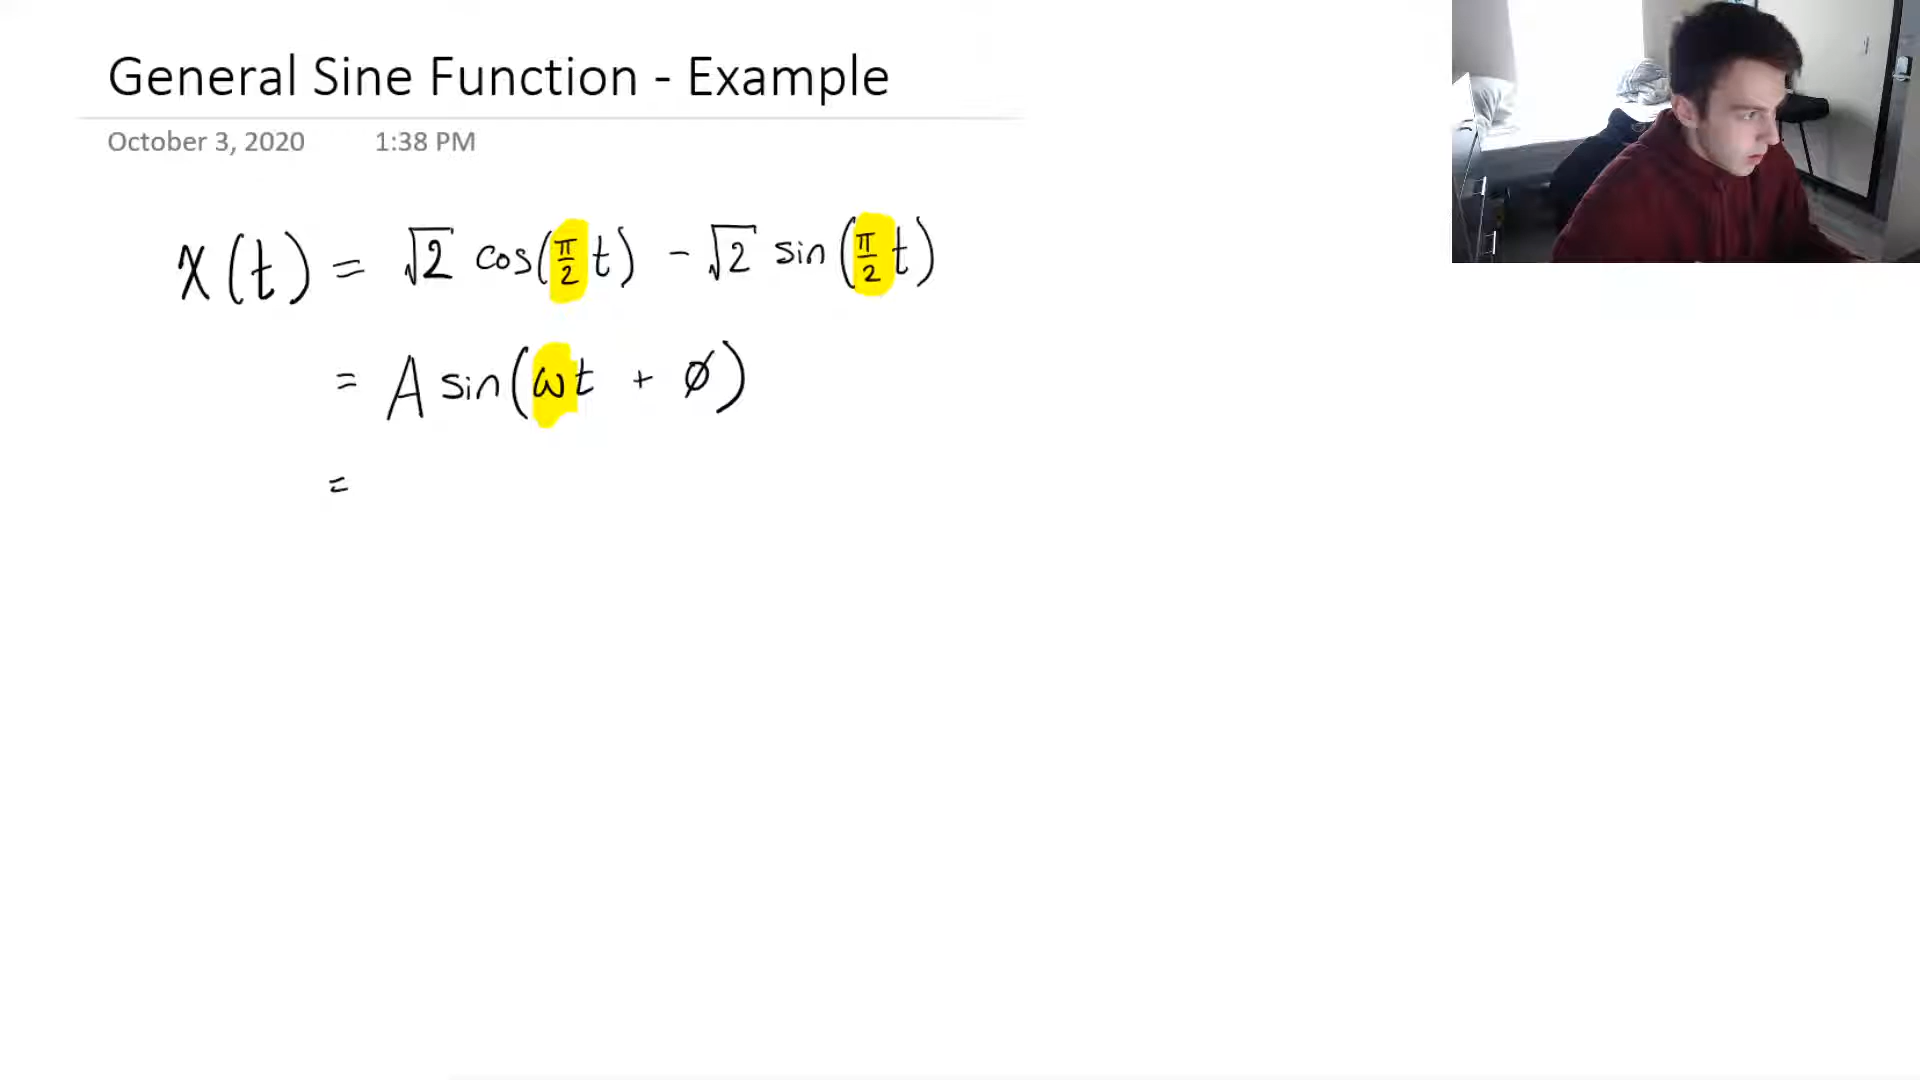 General Sine Function - Example
October 3, 2020 1:38 PM
x(t) = √2 cos(π/2 t) - √2 sin(π/2 t)
= A sin(ωt + ø)
=